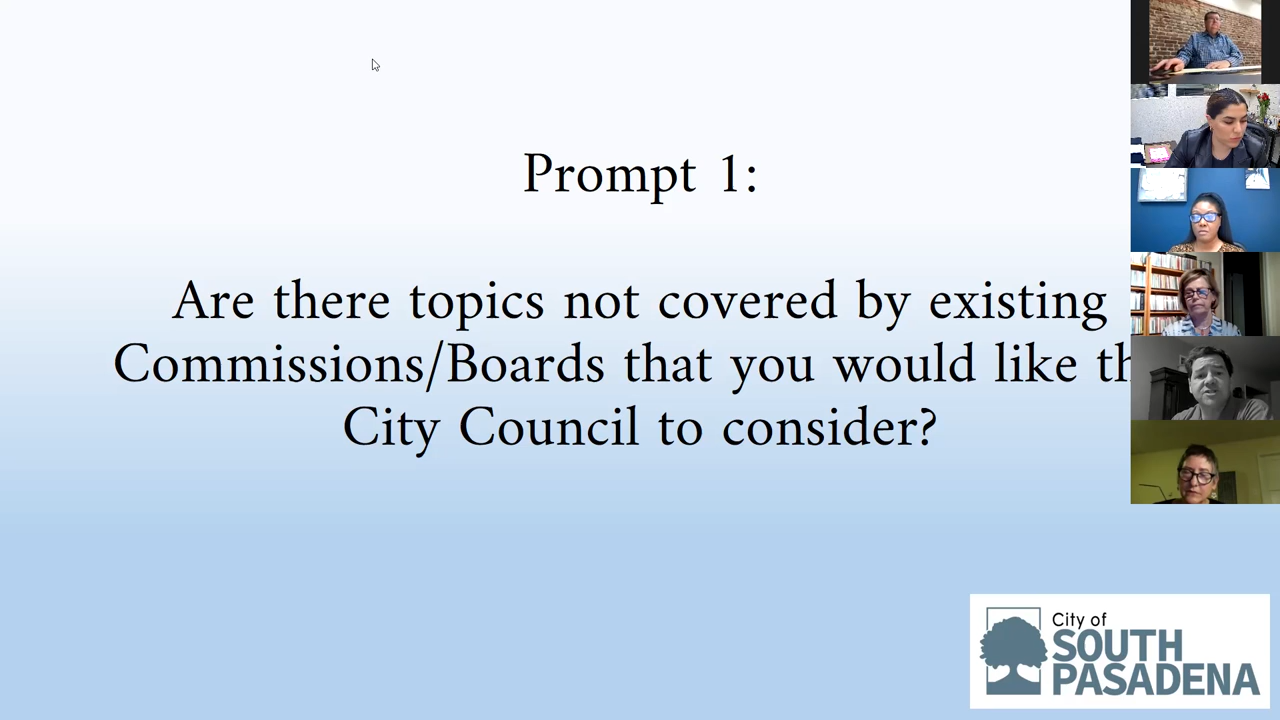 Prompt 1:
Are there topics not covered by existing
Commissions/Boards that you would like th
City Council to consider?
City of
SOUTH
PASADENA